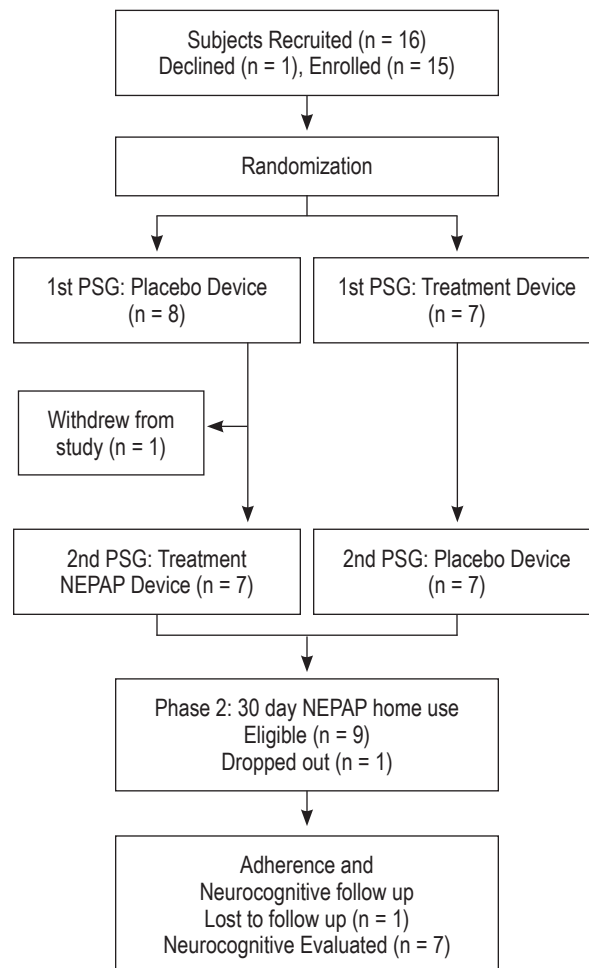 Subjects Recruited (n = 16)
Declined (n = 1), Enrolled (n = 15)
Randomization
1st PSG: Placebo Device
(n = 8)
1st PSG: Treatment Device
(n = 7)
Withdrew from
study (n = 1)
2nd PSG: Treatment
NEPAP Device (n = 7)
2nd PSG: Placebo Device
(n = 7)
Phase 2: 30 day NEPAP home use
Eligible (n = 9)
Dropped out (n = 1)
Adherence and
Neurocognitive follow up
Lost to follow up (n = 1)
Neurocognitive Evaluated (n = 7)